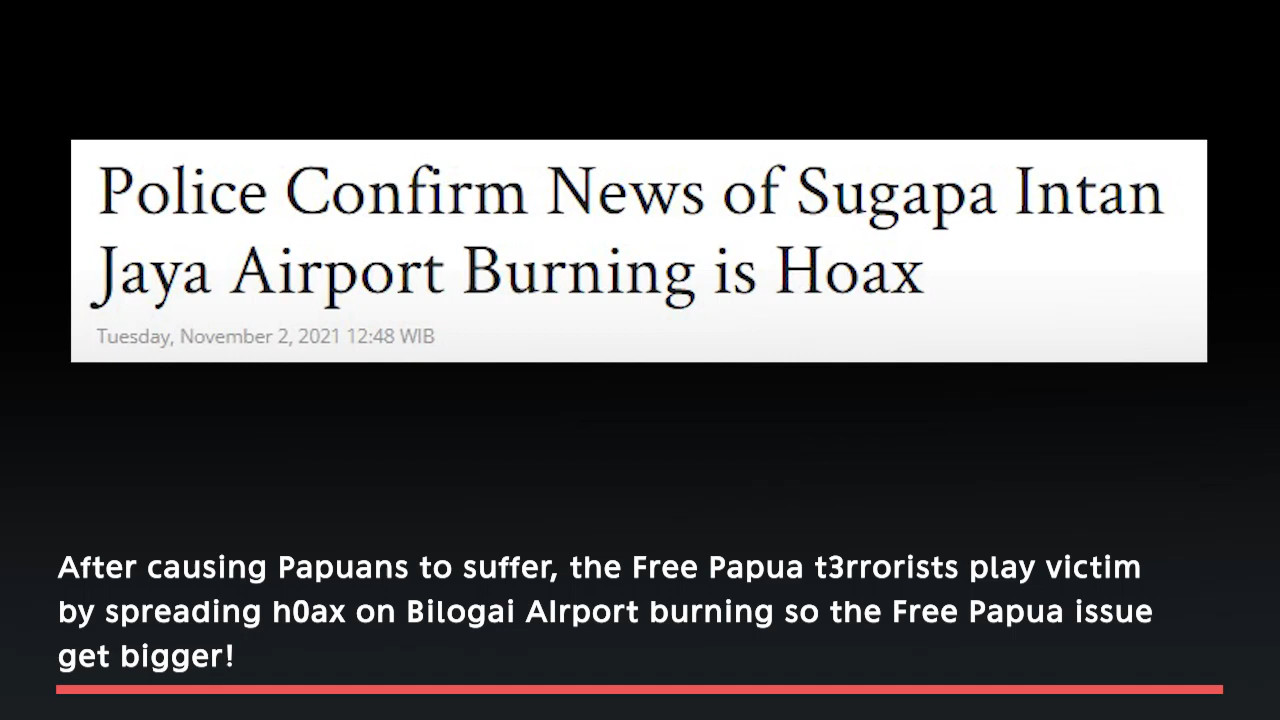 Police Confirm News of Sugapa Intan
Jaya Airport Burning is Hoax
Tuesday, November 2, 2021 12:48 WIB
After causing Papuans to suffer, the Free Papua t3rrorists play victim
by spreading h0ax on Bilogai AIrport burning so the Free Papua issue
get bigger!